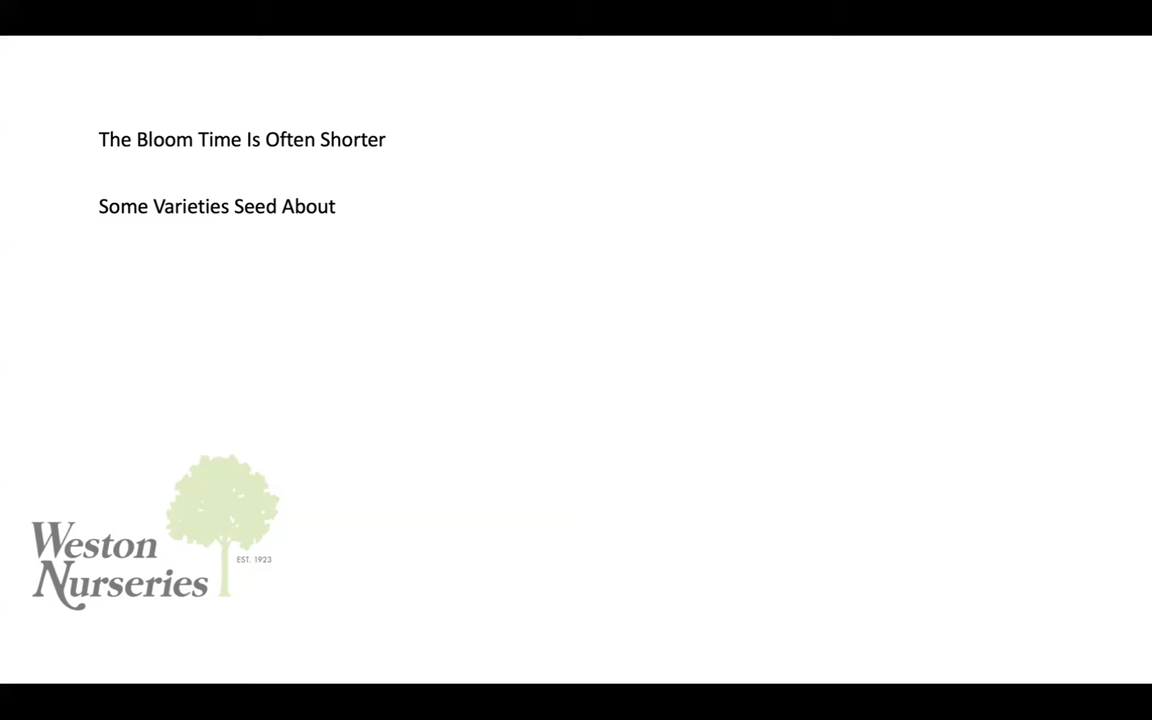 The Bloom Time Is Often Shorter
Some Varieties Seed About
Weston
EST. 1923
Nurseries